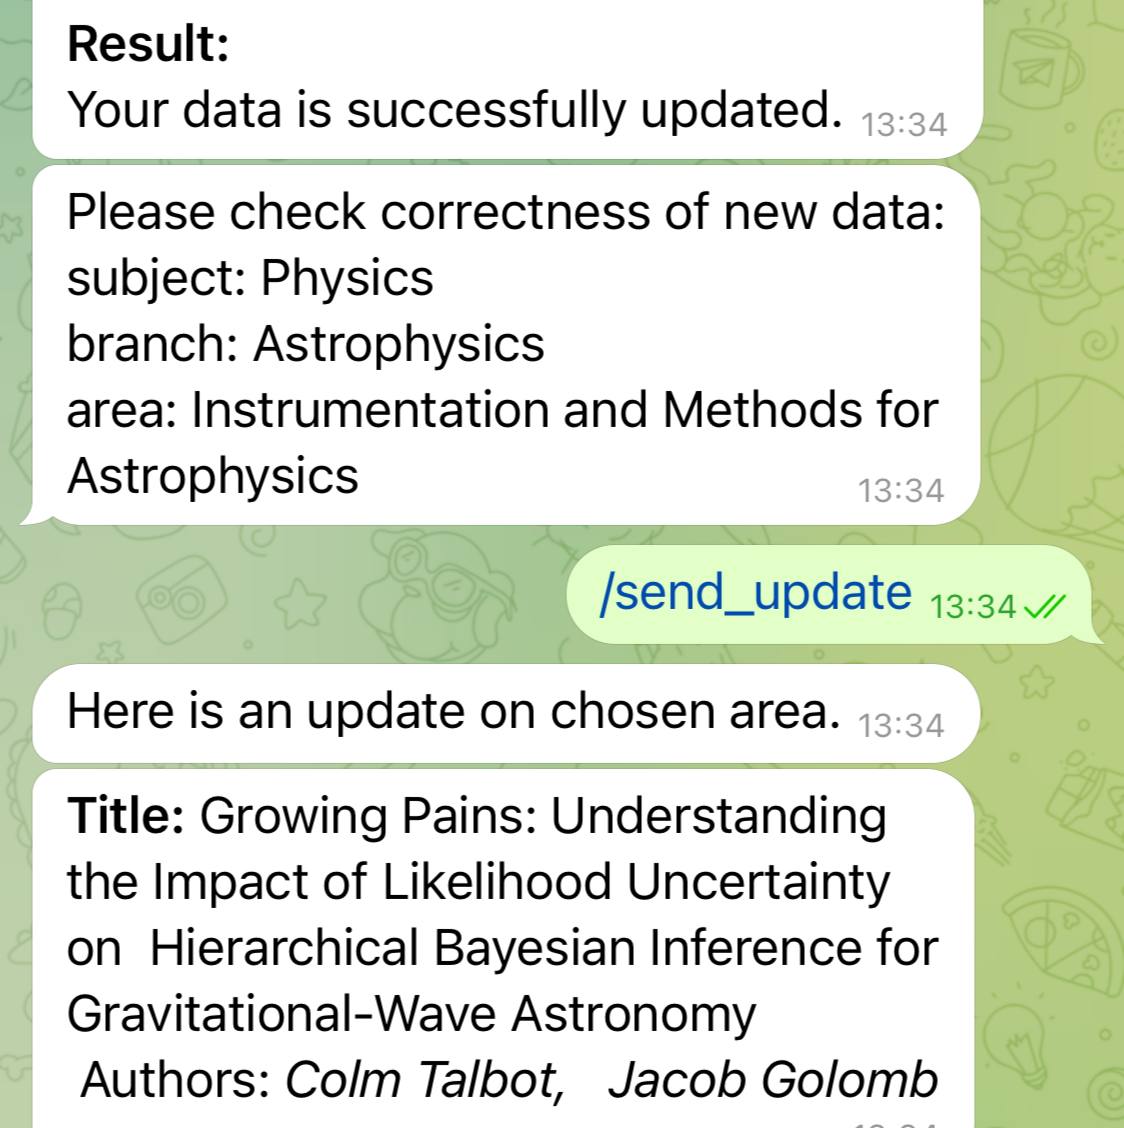 Result:
Your data is successfully updated. 13:34
Please check correctness of new data:
subject: Physics
branch: Astrophysics
area: Instrumentation and Methods for
Astrophysics 13:34
/send_update 13:34
Here is an update on chosen area. 13:34
Title: Growing Pains: Understanding
the Impact of Likelihood Uncertainty
on  Hierarchical Bayesian Inference for
Gravitational-Wave Astronomy
Authors: Colm Talbot,   Jacob Golomb